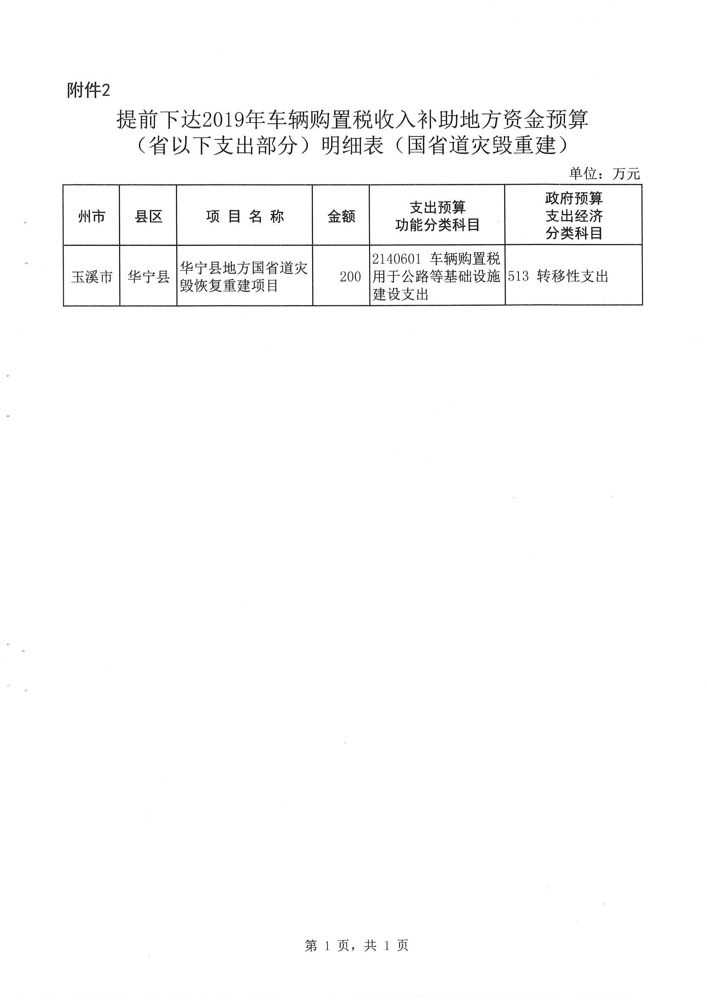 附件2
提前下达2019年车辆购置税收入补助地方资金预算
（省以下支出部分）明细表（国省道灾毁重建）
单位：万元
州市
县区
项 目 名 称
金额
支出预算
功能分类科目
政府预算
支出经济
分类科目
玉溪市
华宁县
华宁县地方国省道灾
毁恢复重建项目
200
2140601 车辆购置税
用于公路等基础设施
建设支出
513 转移性支出
第 1 页，共 1 页